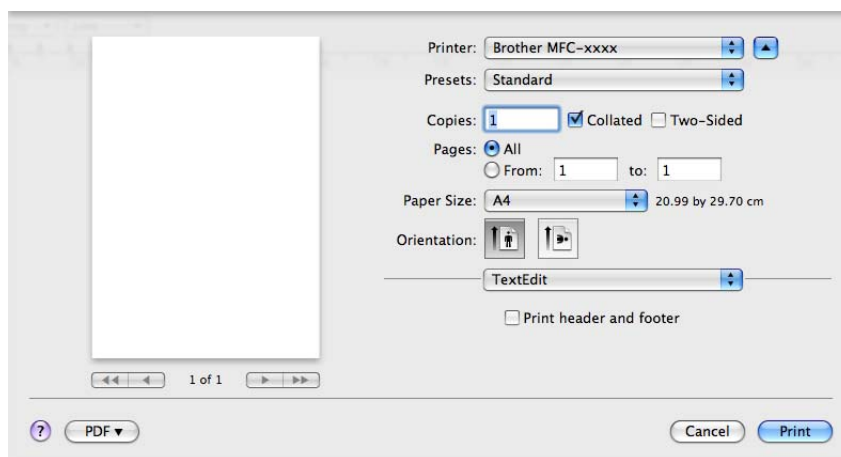 Printer: Brother MFC-xxxx
Presets: Standard
Copies: 1 Collated Two-Sided
Pages: All
From: 1 to: 1
Paper Size: A4 20.99 by 29.70 cm
Orientation:
TextEdit
Print header and footer
1 of 1
? PDF Cancel Print